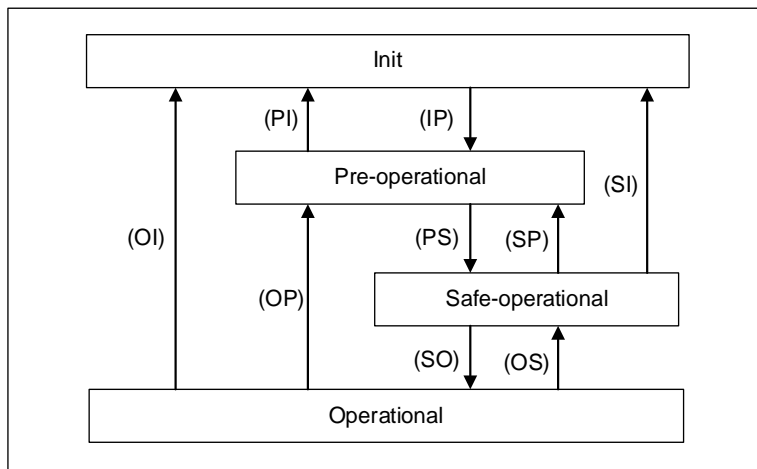 Init
(PI)
(IP)
Pre-operational
(SI)
(OI)
(PS)
(SP)
(OP)
Safe-operational
(SO)
(OS)
Operational